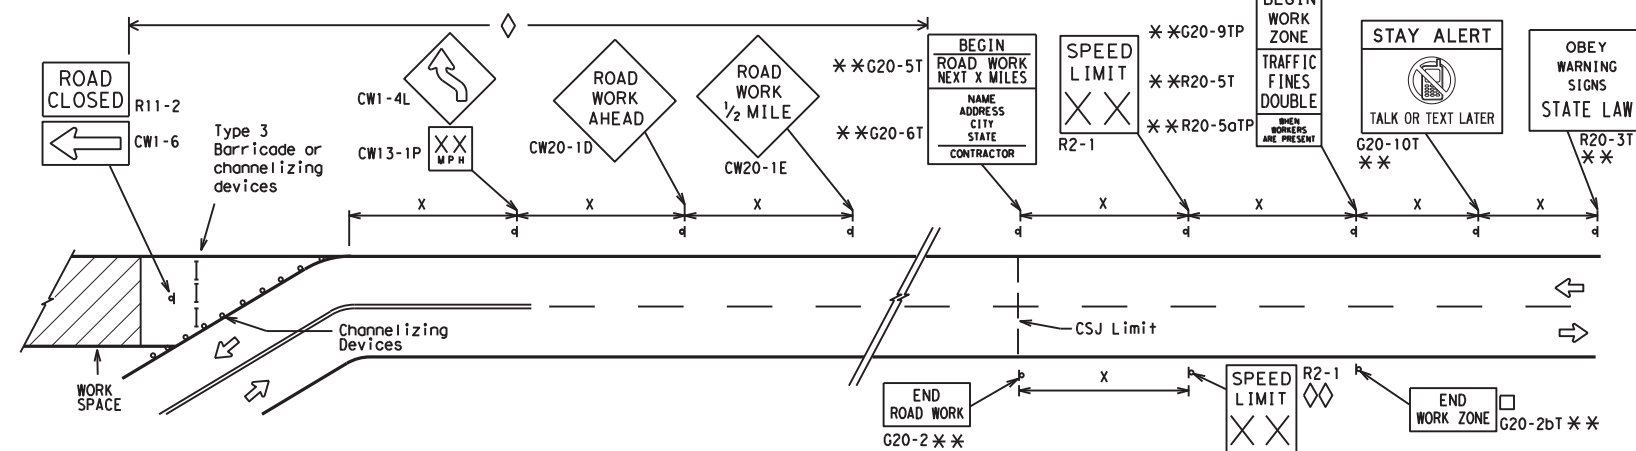 ROAD
CLOSED
R11-2
CW1-6
Type 3
Barricade or
channelizing
devices
CW1-4L
XX
MPH
CW13-1P
ROAD
WORK
AHEAD
CW20-1D
ROAD
WORK
1/2 MILE
CW20-1E
* *G20-5T
* *G20-6T
BEGIN
ROAD WORK
NEXT X MILES
NAME
ADDRESS
CITY
STATE
CONTRACTOR
SPEED
LIMIT
X X
R2-1
* *G20-9TP
* *R20-5T
* *R20-5aTP
BEGIN
WORK
ZONE
TRAFFIC
FINES
DOUBLE
WHEN
WORKERS
ARE PRESENT
STAY ALERT
TALK OR TEXT LATER
G20-10T
* *
OBEY
WARNING
SIGNS
STATE LAW
R20-3T
* *
X
X
X
X
X
X
X
Channelizing
Devices
CSJ Limit
WORK
SPACE
END
ROAD WORK
G20-2 * *
X
SPEED
LIMIT
X X
R2-1
END
WORK ZONE
G20-2bT * *